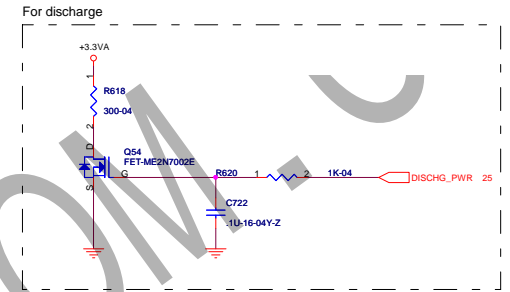 For discharge
+3.3VA
1
R618
300-04
2
D
Q54
FET-ME2N7002E
G
S
R620
1
2
1K-04
DISCHG_PWR 25
C722
.1U-16-04Y-Z